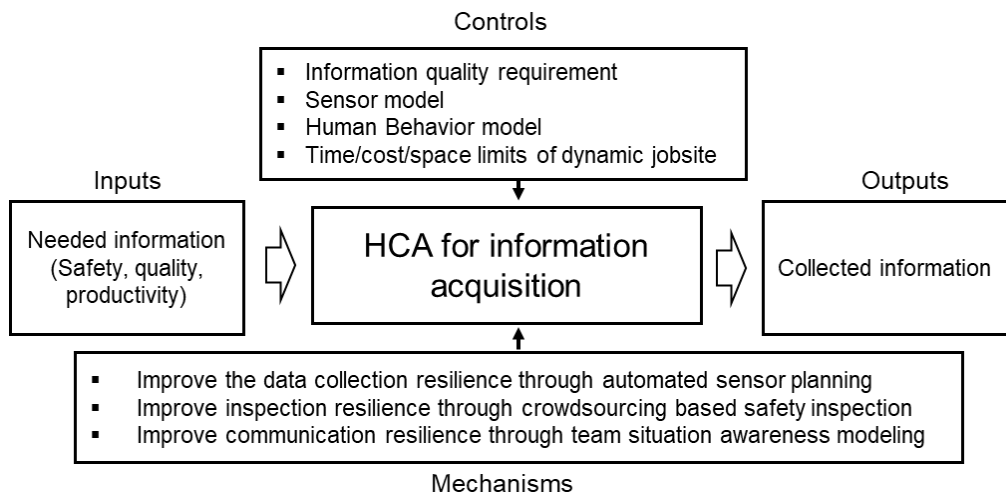 Controls
▪ Information quality requirement
▪ Sensor model
▪ Human Behavior model
▪ Time/cost/space limits of dynamic jobsite
Inputs
Needed information
(Safety, quality,
productivity)
HCA for information
acquisition
Outputs
Collected information
▪ Improve the data collection resilience through automated sensor planning
▪ Improve inspection resilience through crowdsourcing based safety inspection
▪ Improve communication resilience through team situation awareness modeling
Mechanisms